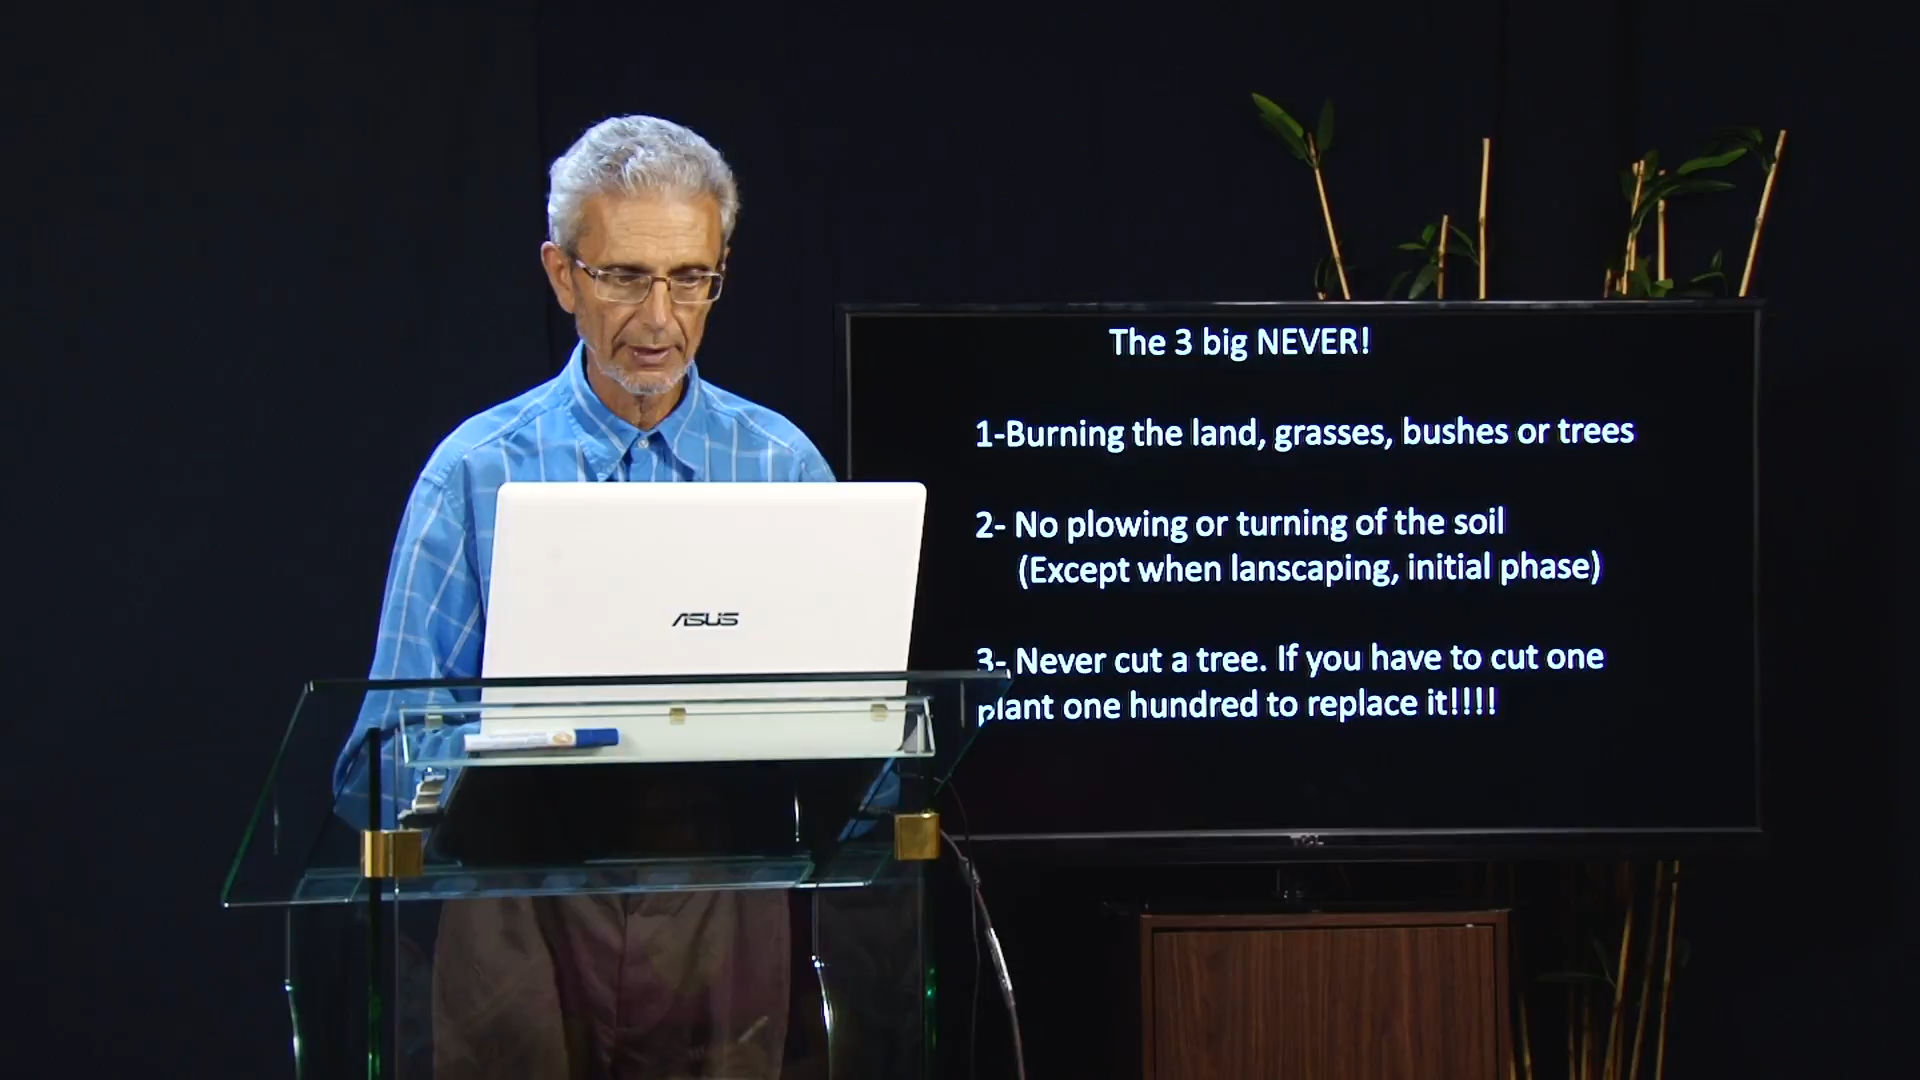 The 3 big NEVER!
1-Burning the land, grasses, bushes or trees
2- No plowing or turning of the soil
(Except when lanscaping, initial phase)
3- Never cut a tree. If you have to cut one
plant one hundred to replace it!!!!
ASUS
TCL